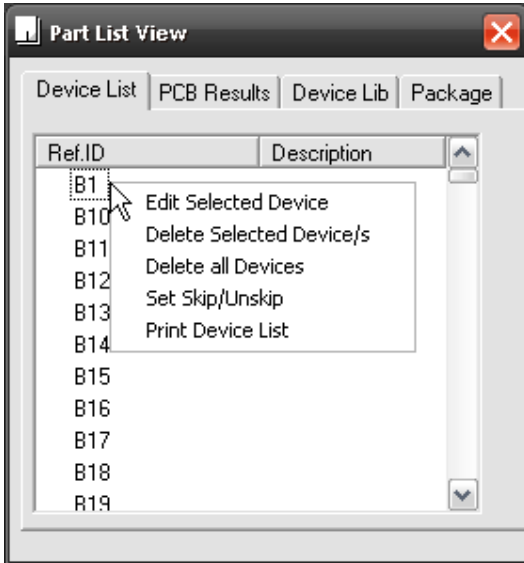 Part List View
Device List PCB Results Device Lib Package
Ref.ID Description
B1
Edit Selected Device
B10
Delete Selected Device/s
B11
Delete all Devices
B12
Set Skip/Unskip
B13
Print Device List
B14
B15
B16
B17
B18
B19